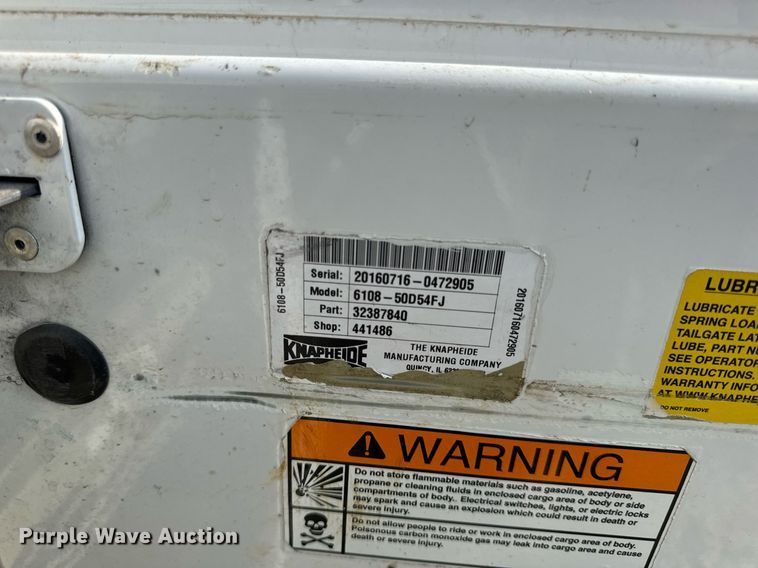 6108-50D54FJ
Serial: 20160716-0472905
Model: 6108-50D54FJ
Part: 32387840
Shop: 441486
201607160472905
KNAPHEIDE
THE KNAPHEIDE
MANUFACTURING COMPANY
QUINCY, IL
LUBR
LUBRICATE
SPRING LOA
TAILGATE LAT
LUBE, PART N
SEE OPERATOR
INSTRUCTIONS.
WARRANTY INFO
AT WWW.KNAPHE
DO NOT REMOVE
WARNING
Do not store flammable materials such as gasoline, acetylene,
propane or cleaning fluids in enclosed cargo area of body or side
compartments of body. Electrical switches, lights, or electric locks
may spark and cause an explosion which could result in death or
severe injury.
Do not allow people to ride or work in enclosed cargo area of body.
Poisonous carbon monoxide gas may leak into cargo area and cause
death or severe injury.
Purple Wave Auction